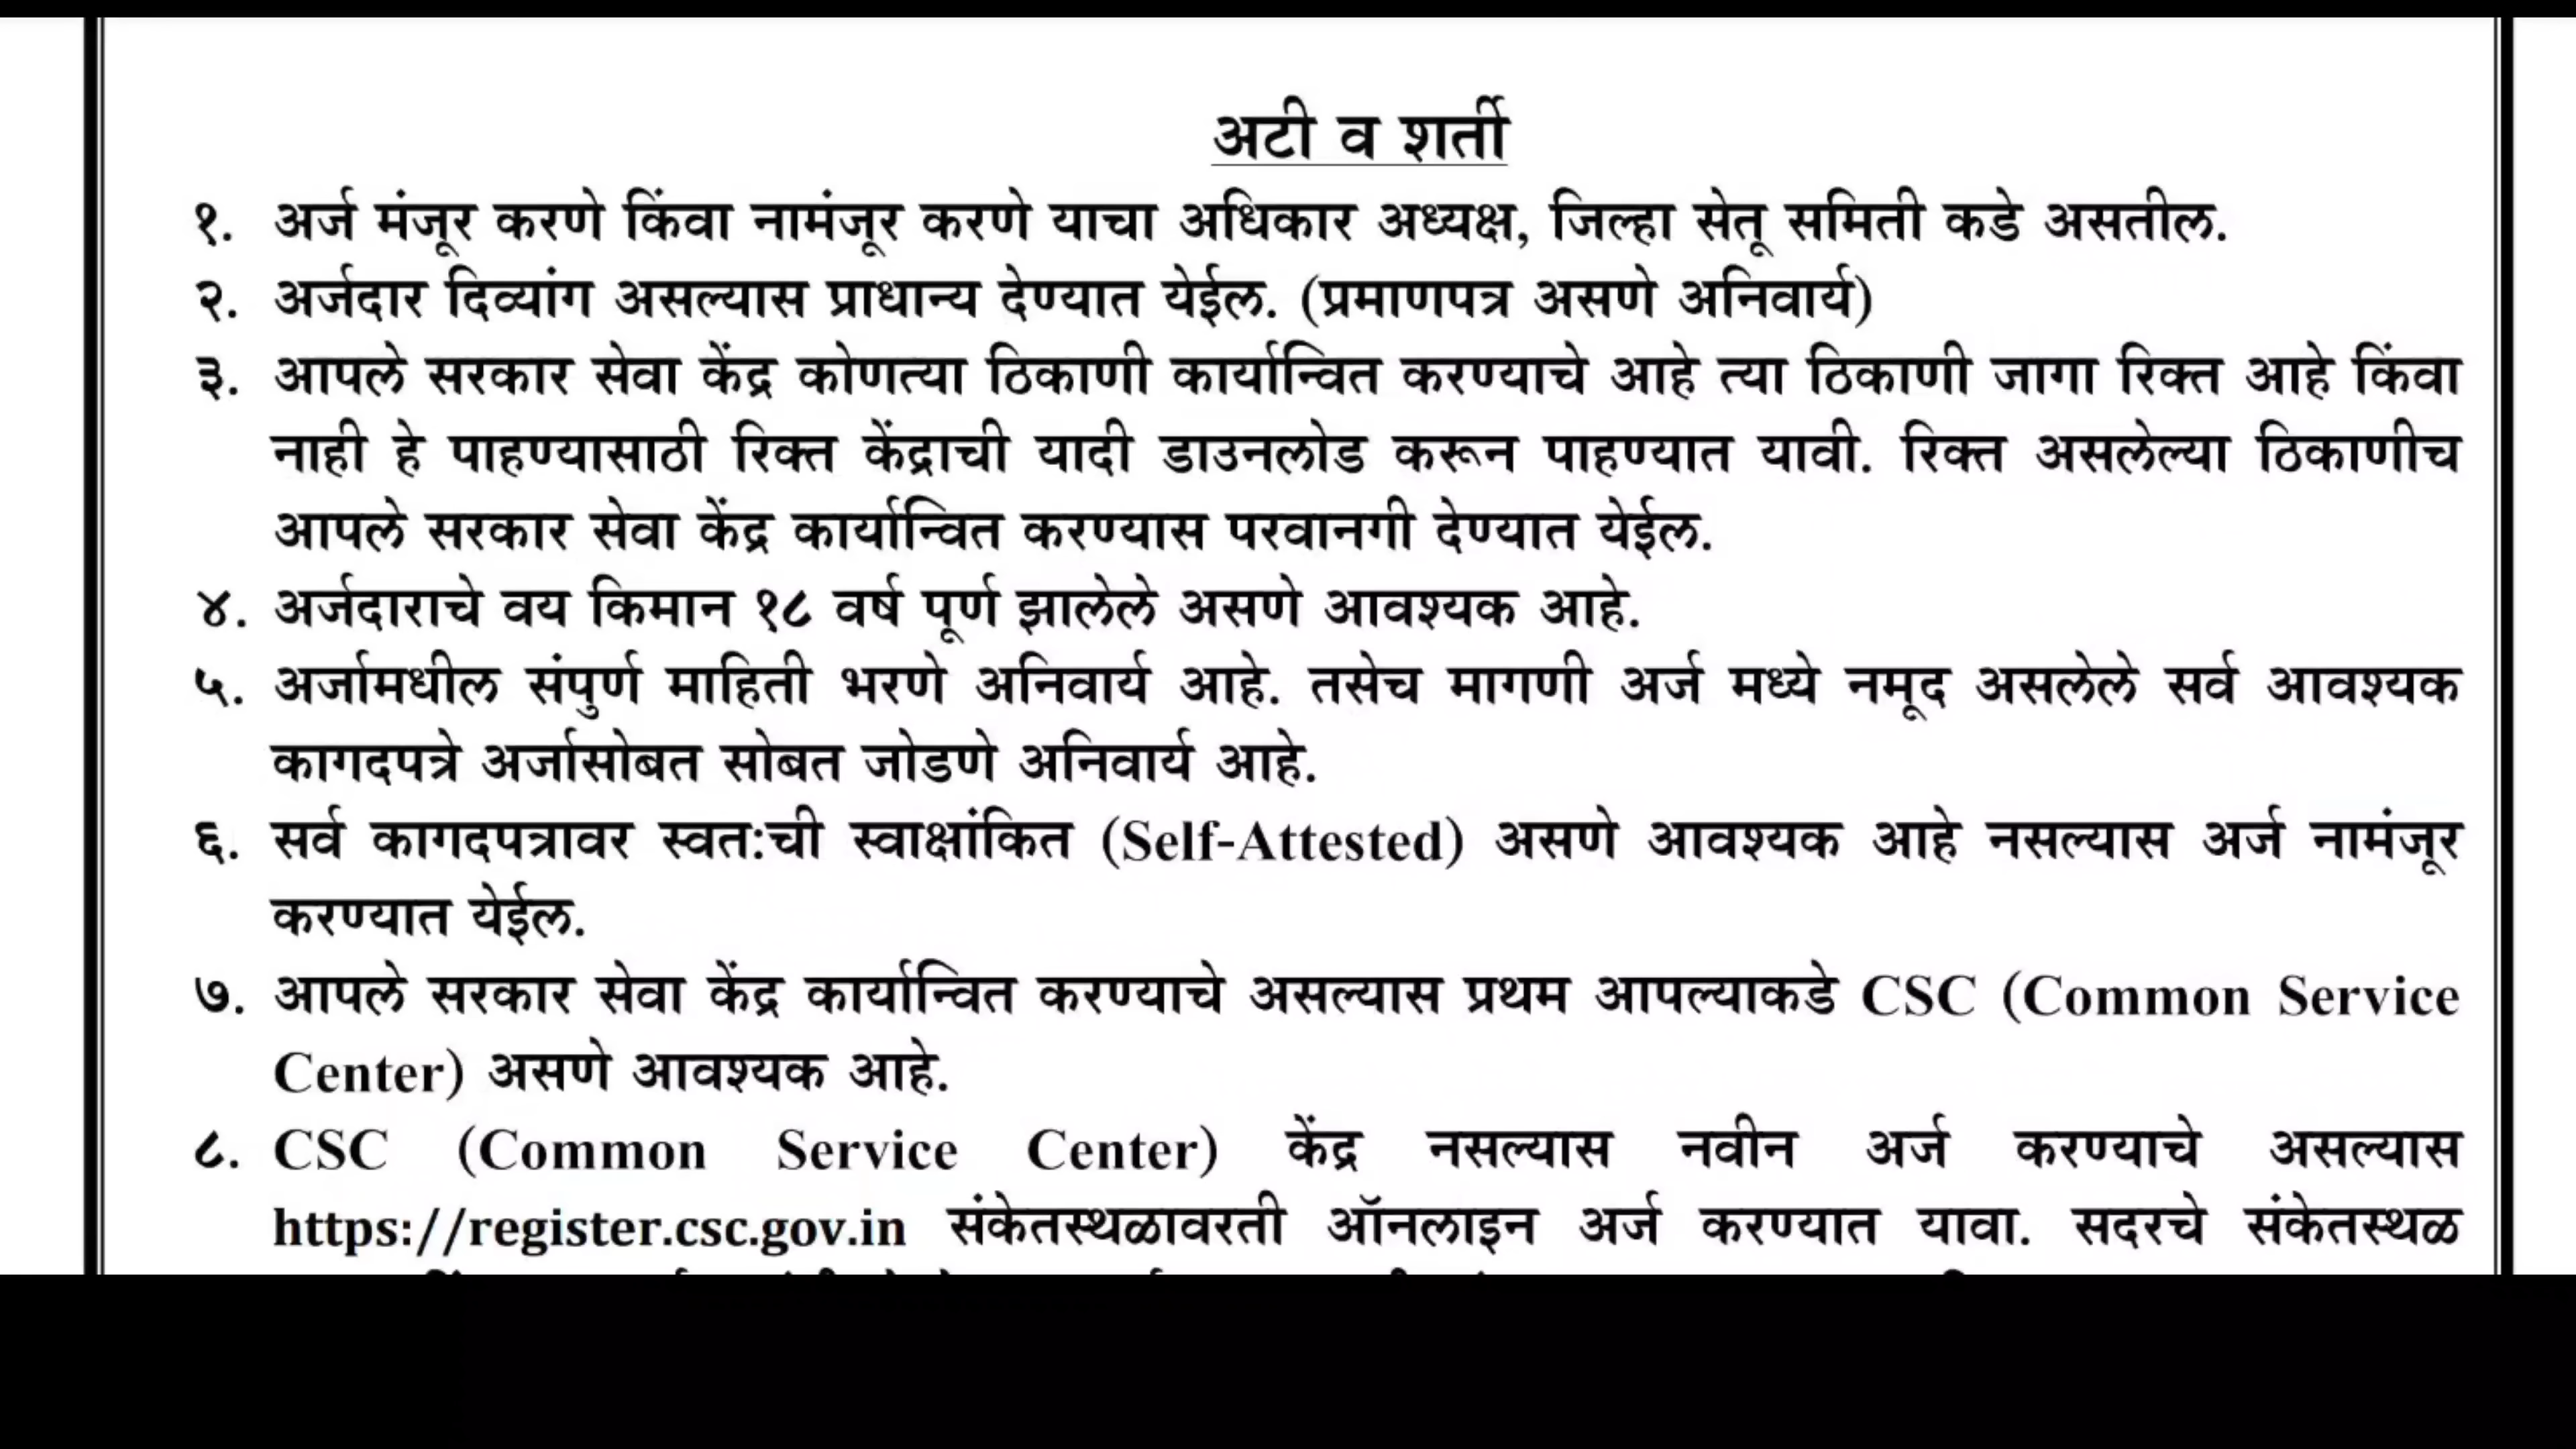 अटी व शर्ती
१. अर्ज मंजूर करणे किंवा नामंजूर करणे याचा अधिकार अध्यक्ष, जिल्हा सेतू समिती कडे असतील.
२. अर्जदार दिव्यांग असल्यास प्राधान्य देण्यात येईल. (प्रमाणपत्र असणे अनिवार्य)
३. आपले सरकार सेवा केंद्र कोणत्या ठिकाणी कार्यान्वित करण्याचे आहे त्या ठिकाणी जागा रिक्त आहे किंवा
नाही हे पाहण्यासाठी रिक्त केंद्राची यादी डाउनलोड करून पाहण्यात यावी. रिक्त असलेल्या ठिकाणीच
आपले सरकार सेवा केंद्र कार्यान्वित करण्यास परवानगी देण्यात येईल.
४. अर्जदाराचे वय किमान १८ वर्ष पूर्ण झालेले असणे आवश्यक आहे.
५. अर्जामधील संपुर्ण माहिती भरणे अनिवार्य आहे. तसेच मागणी अर्ज मध्ये नमूद असलेले सर्व आवश्यक
कागदपत्रे अर्जासोबत सोबत जोडणे अनिवार्य आहे.
६. सर्व कागदपत्रावर स्वत:ची स्वाक्षांकित (Self-Attested) असणे आवश्यक आहे नसल्यास अर्ज नामंजूर
करण्यात येईल.
७. आपले सरकार सेवा केंद्र कार्यान्वित करण्याचे असल्यास प्रथम आपल्याकडे CSC (Common Service
Center) असणे आवश्यक आहे.
८. CSC (Common Service Center) केंद्र नसल्यास नवीन अर्ज करण्याचे असल्यास
https://register.csc.gov.in संकेतस्थळावरती ऑनलाइन अर्ज करण्यात यावा. सदरचे संकेतस्थळ